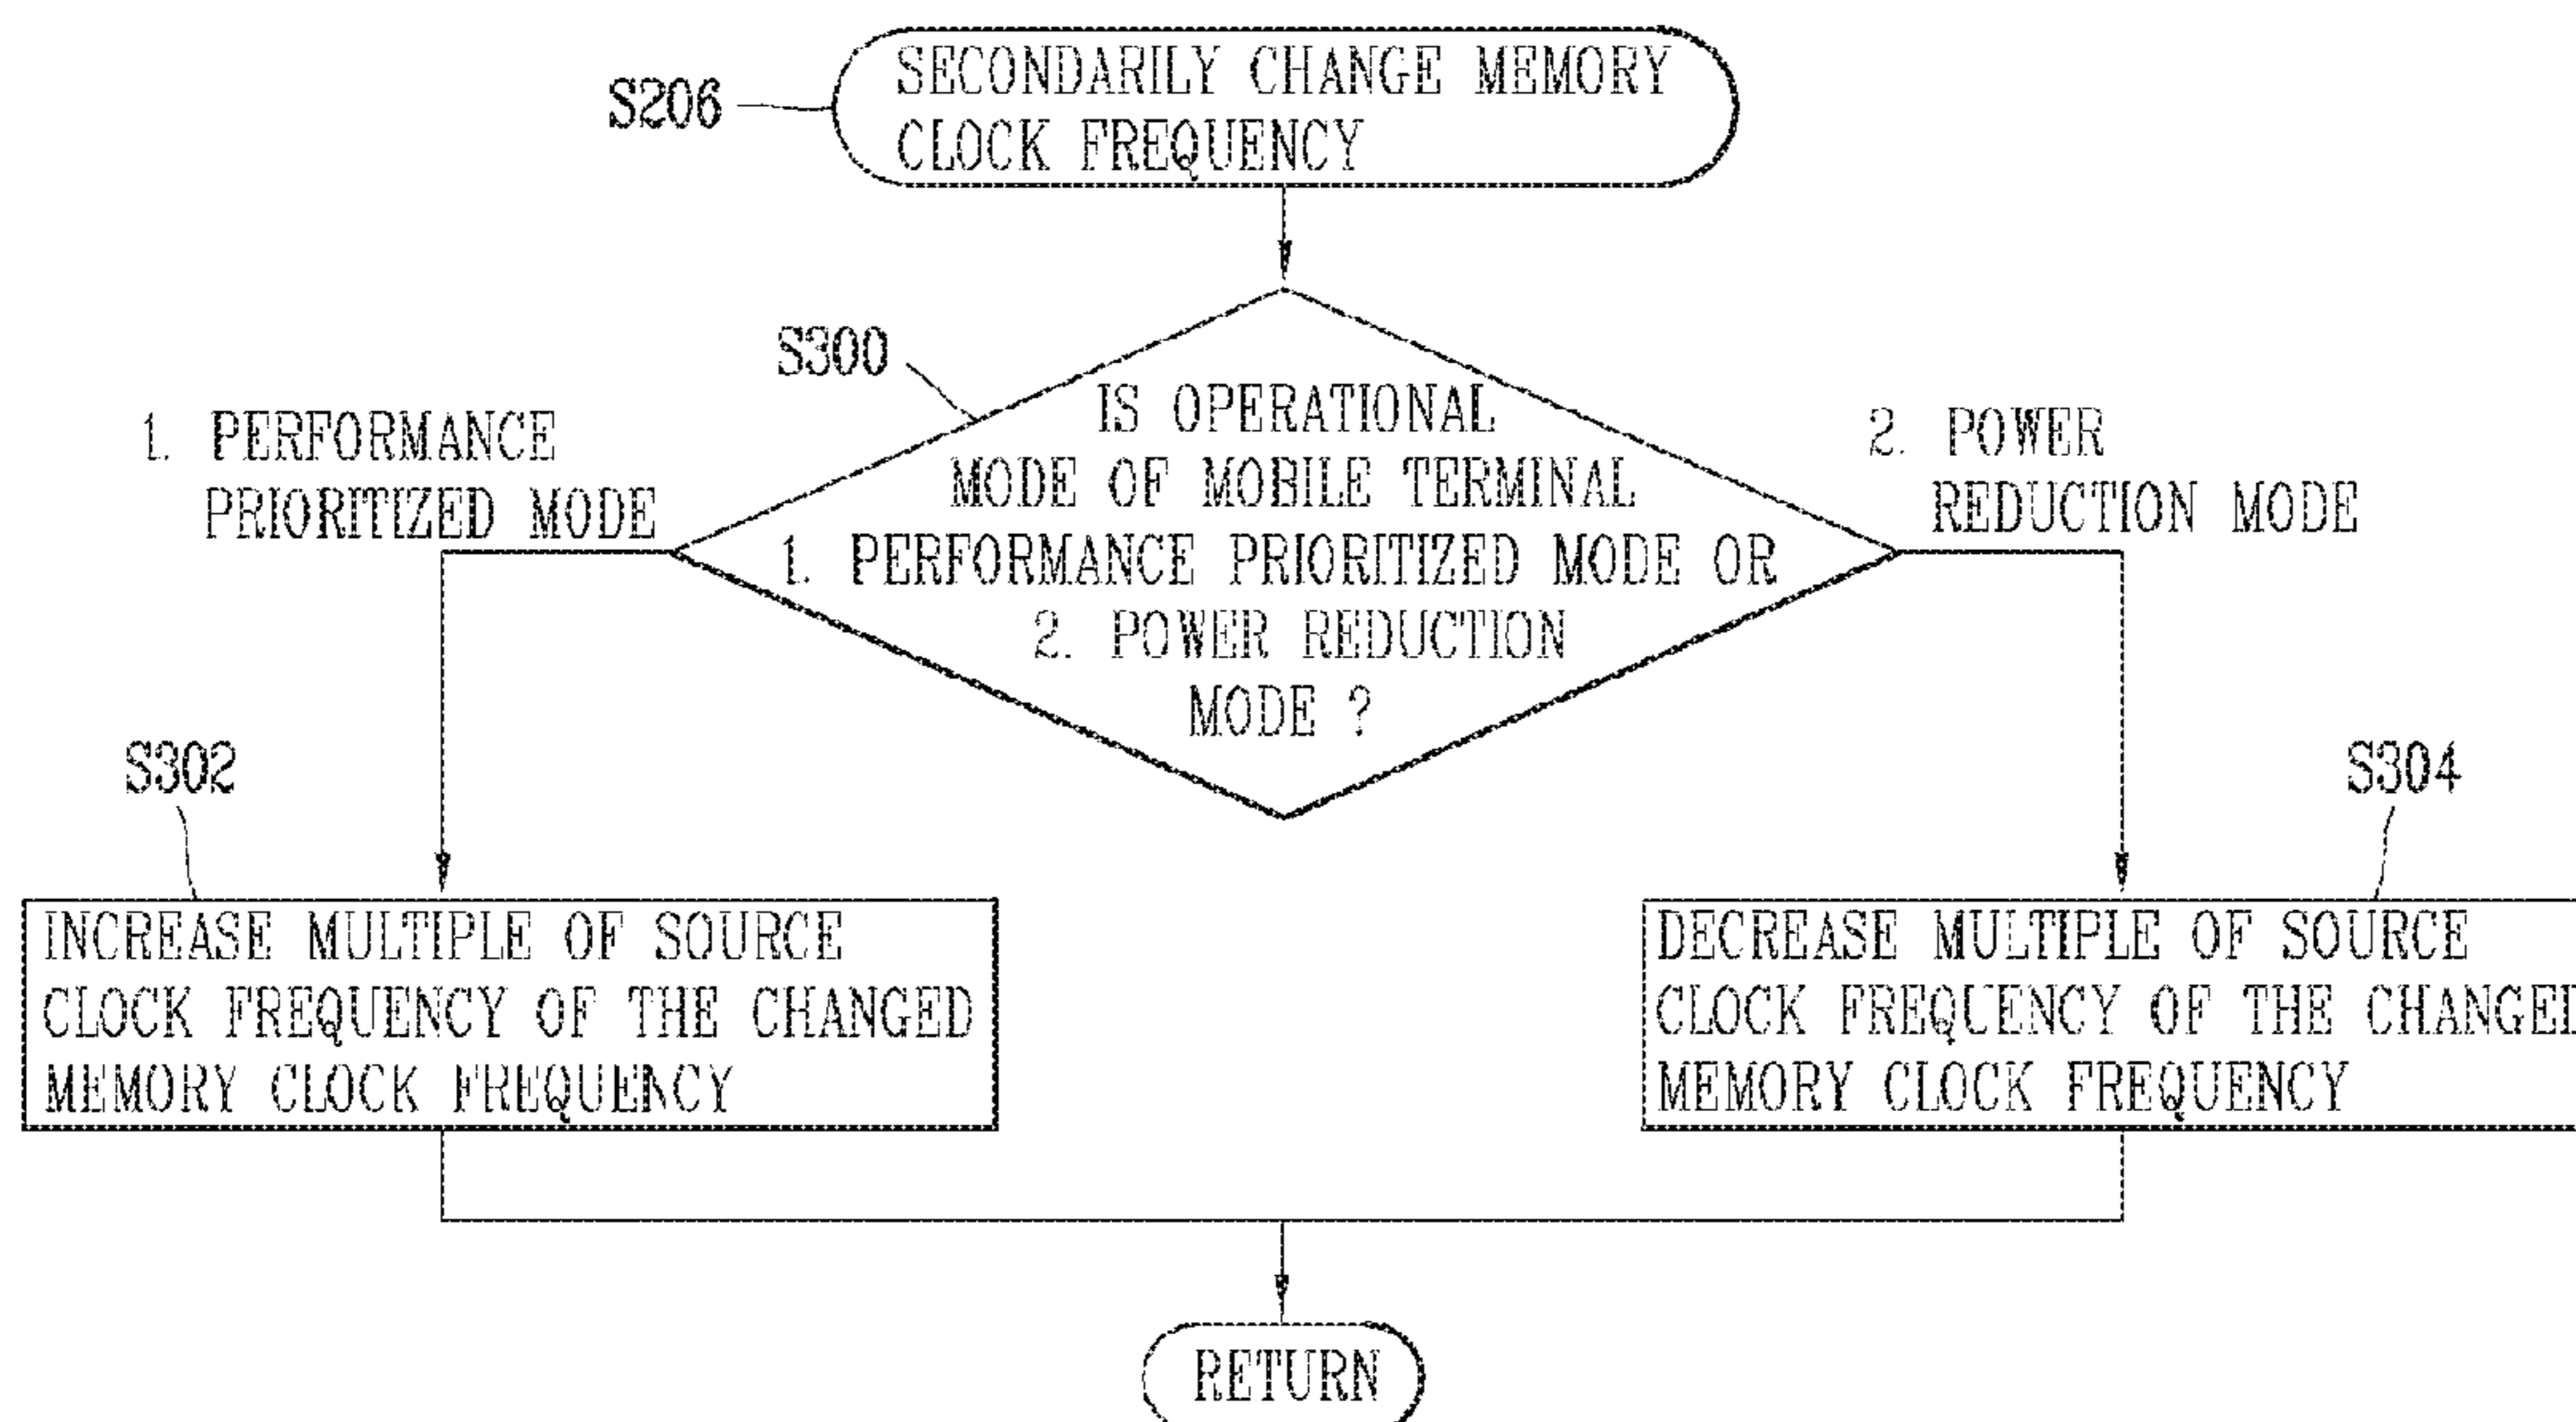 SECONDARILY CHANGE MEMORY
CLOCK FREQUENCY
S206
S300
IS OPERATIONAL
MODE OF MOBILE TERMINAL
1. PERFORMANCE PRIORITIZED MODE OR
2. POWER REDUCTION
MODE ?
1. PERFORMANCE
PRIORITIZED MODE
2. POWER
REDUCTION MODE
S302
INCREASE MULTIPLE OF SOURCE
CLOCK FREQUENCY OF THE CHANGED
MEMORY CLOCK FREQUENCY
S304
DECREASE MULTIPLE OF SOURCE
CLOCK FREQUENCY OF THE CHANGED
MEMORY CLOCK FREQUENCY
RETURN